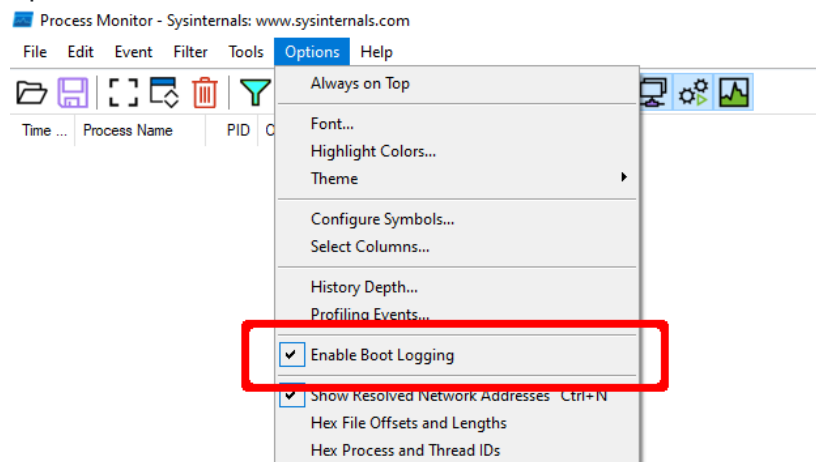 Process Monitor - Sysinternals: www.sysinternals.com
File Edit Event Filter Tools Options Help
Always on Top
Time ... Process Name PID O
Font...
Highlight Colors...
Theme
Configure Symbols...
Select Columns...
History Depth...
Profiling Events...
Enable Boot Logging
Show Resolved Network Addresses Ctrl+N
Hex File Offsets and Lengths
Hex Process and Thread IDs